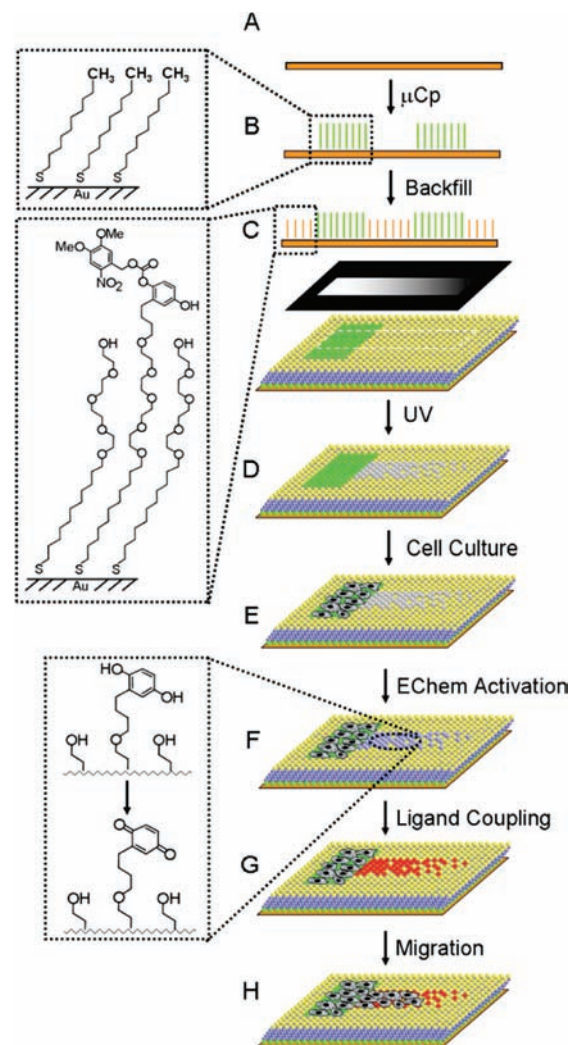 A
CH3 CH3 CH3
S S S
Au
μCp
B
Backfill
C
OMe
MeO
NO2
O
O
O
OH
OH
OH
O
O
O
O
O
O
O
O
O
O
O
O
S S S
Au
UV
D
Cell Culture
E
EChem Activation
HO
OH
OH
O
OH
F
Ligand Coupling
O
O
OH
O
OH
G
Migration
H